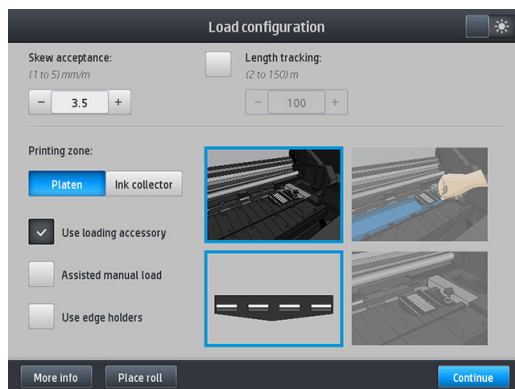 Load configuration
Skew acceptance:
(1 to 5) mm/m
− 3.5 +
Length tracking:
(2 to 150) m
− 100 +
Printing zone:
Platen
Ink collector
Use loading accessory
Assisted manual load
Use edge holders
More info
Place roll
Continue